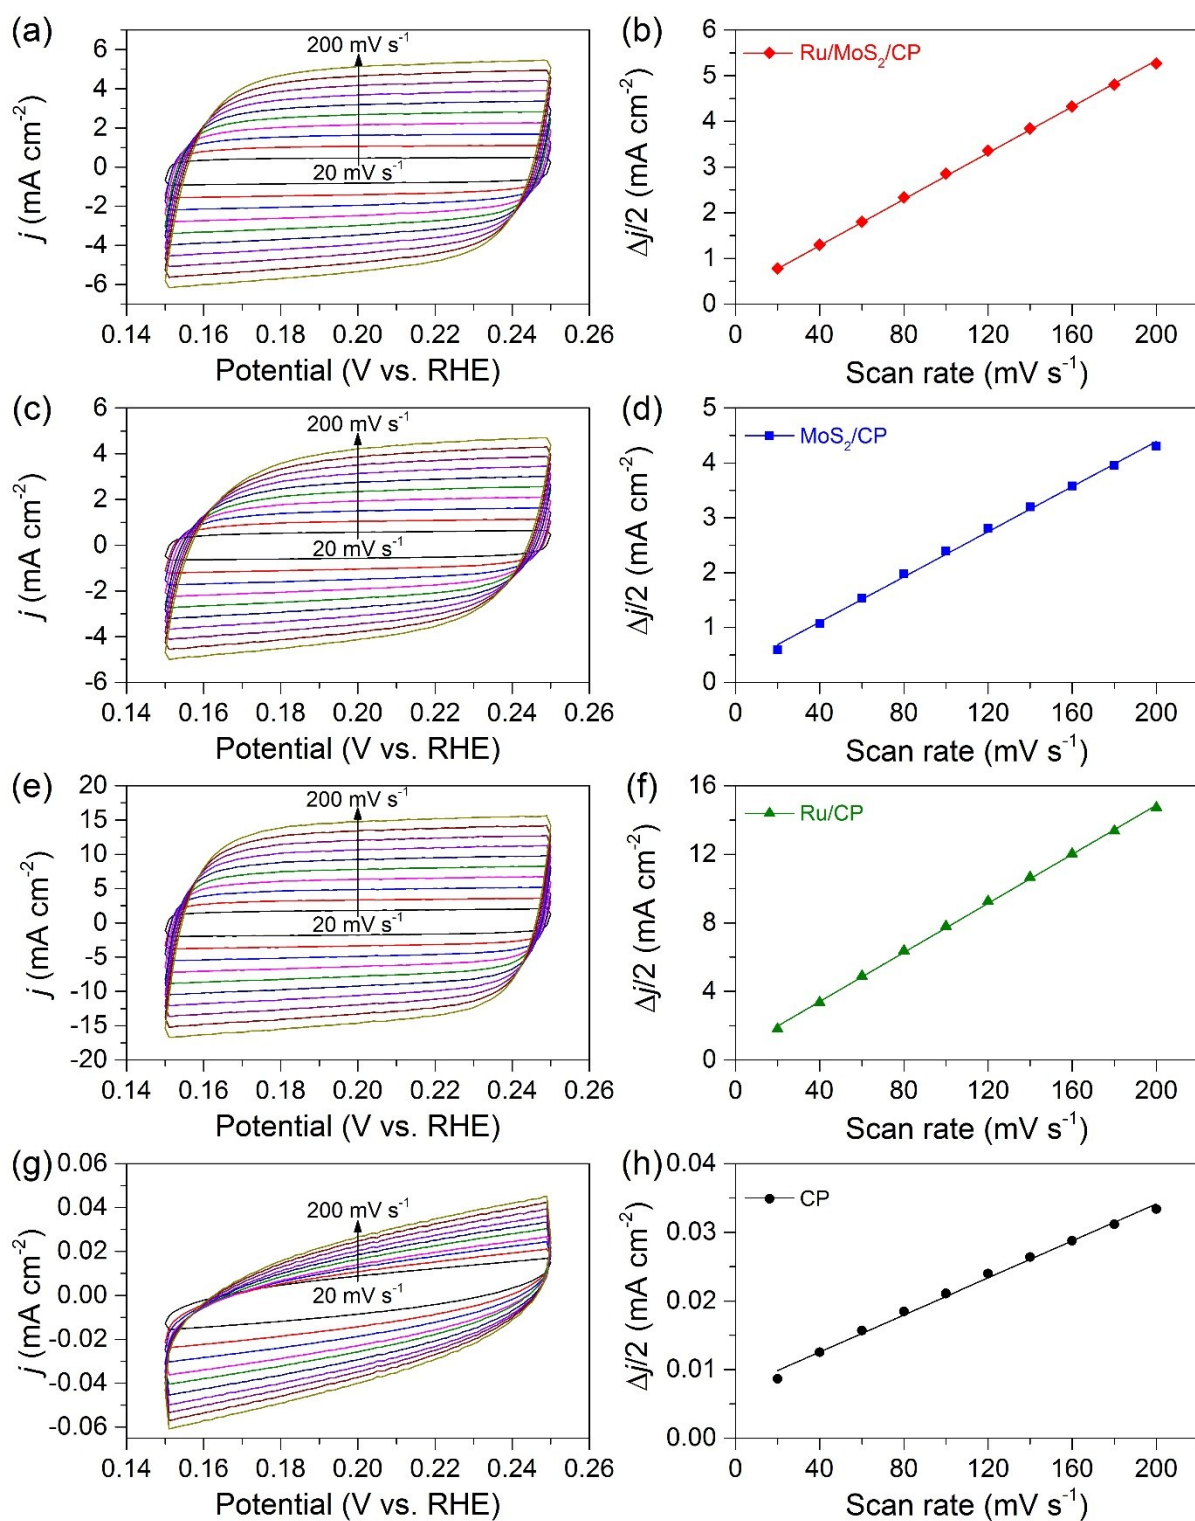 (a)
6
4
2
0
-2
-4
-6
j (mA cm⁻²)
200 mV s⁻¹
20 mV s⁻¹
0.14 0.16 0.18 0.20 0.22 0.24 0.26
Potential (V vs. RHE)
(b)
6
5
4
3
2
1
0
Δj/2 (mA cm⁻²)
Ru/MoS₂/CP
0 40 80 120 160 200
Scan rate (mV s⁻¹)
(c)
6
4
2
0
-2
-4
-6
j (mA cm⁻²)
200 mV s⁻¹
20 mV s⁻¹
0.14 0.16 0.18 0.20 0.22 0.24 0.26
Potential (V vs. RHE)
(d)
5
4
3
2
1
0
Δj/2 (mA cm⁻²)
MoS₂/CP
0 40 80 120 160 200
Scan rate (mV s⁻¹)
(e)
20
15
10
5
0
-5
-10
-15
-20
j (mA cm⁻²)
200 mV s⁻¹
20 mV s⁻¹
0.14 0.16 0.18 0.20 0.22 0.24 0.26
Potential (V vs. RHE)
(f)
16
12
8
4
0
Δj/2 (mA cm⁻²)
Ru/CP
0 40 80 120 160 200
Scan rate (mV s⁻¹)
(g)
0.06
0.04
0.02
0.00
-0.02
-0.04
-0.06
j (mA cm⁻²)
200 mV s⁻¹
20 mV s⁻¹
0.14 0.16 0.18 0.20 0.22 0.24 0.26
Potential (V vs. RHE)
(h)
0.04
0.03
0.02
0.01
0.00
Δj/2 (mA cm⁻²)
CP
0 40 80 120 160 200
Scan rate (mV s⁻¹)